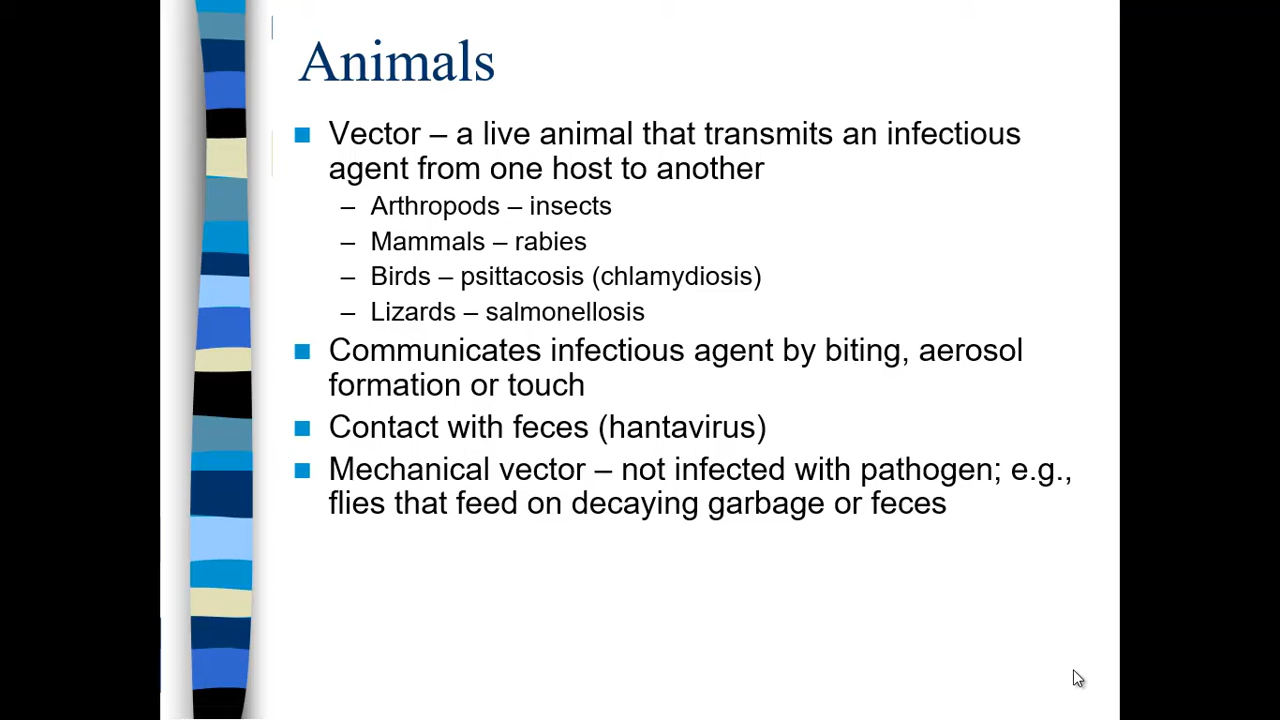 Animals
Vector – a live animal that transmits an infectious
agent from one host to another
– Arthropods – insects
– Mammals – rabies
– Birds – psittacosis (chlamydiosis)
– Lizards – salmonellosis
Communicates infectious agent by biting, aerosol
formation or touch
Contact with feces (hantavirus)
Mechanical vector – not infected with pathogen; e.g.,
flies that feed on decaying garbage or feces